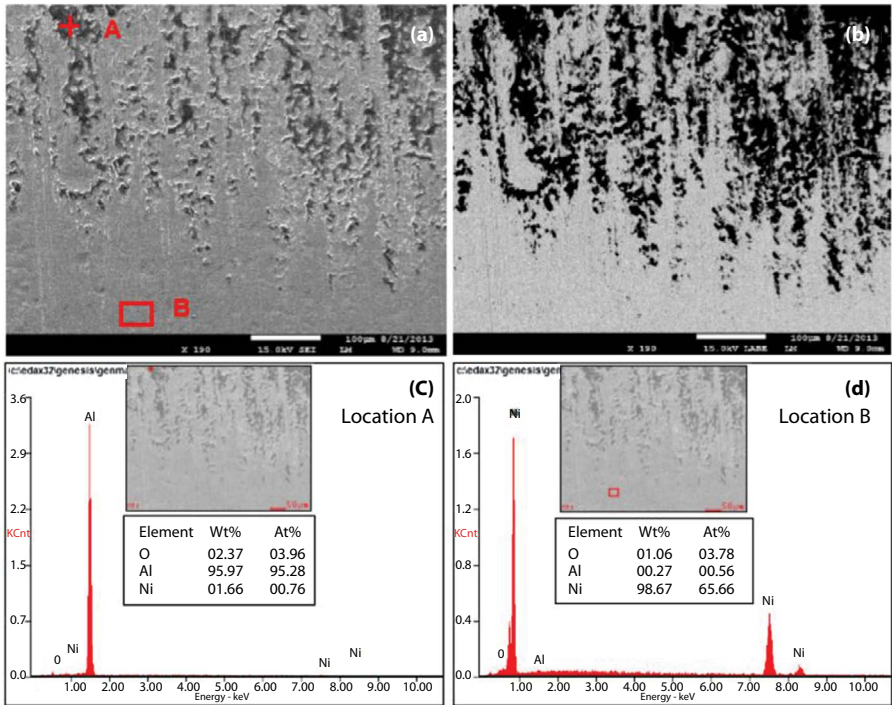 A
(a)
B
100μm 8/21/2013
X 190 15.0kV SEI LM WD 9.0mm
(b)
100μm 8/21/2013
X 190 15.0kV LABE LM WD 9.0mm
c:\edax32\genesis\genm
(C)
Location A
3.6
2.9
2.2
KCnt
1.5
0.7
0.0
Al
O
Ni
Ni
Ni
Element Wt% At%
O 02.37 03.96
Al 95.97 95.28
Ni 01.66 00.76
1.00 2.00 3.00 4.00 5.00 6.00 7.00 8.00 9.00 10.00
Energy - keV
c:\edax32\genesis\gen
(d)
Location B
2.0
1.6
1.2
KCnt
0.8
0.4
0.0
Ni
O
Al
Ni
Ni
Element Wt% At%
O 01.06 03.78
Al 00.27 00.56
Ni 98.67 65.66
1.00 2.00 3.00 4.00 5.00 6.00 7.00 8.00 9.00 10.00
Energy - keV